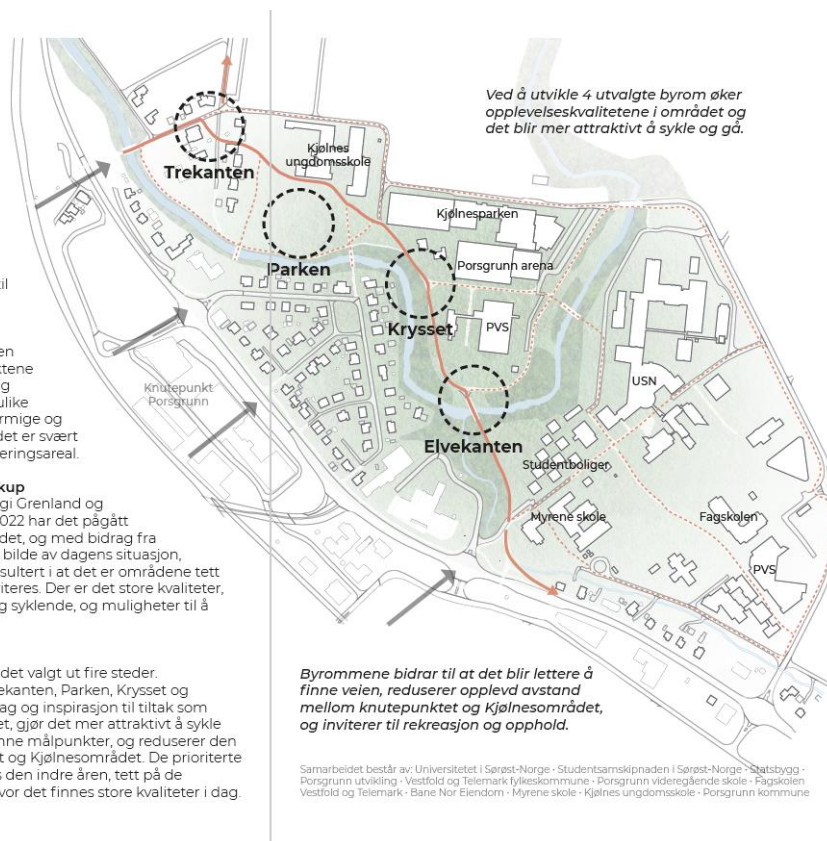 Ved å utvikle 4 utvalgte byrom øker
opplevelseskvalitetene i området og
det blir mer attraktivt å sykle og gå.
Trekanten
Kjølnes
ungdomsskole
Parken
Kjølnesparken
Porsgrunn arena
Krysset
PVS
USN
Elvekanten
Studentboliger
Myrene skole
Fagskolen
PVS
Knutepunkt
Porsgrunn
il
en
ktene
g
ulike
rmige og
det er svært
eringsareal.
kup
gi Grenland og
022 har det pågått
det, og med bidrag fra
bilde av dagens situasjon,
sultert i at det er områdene tett
iteres. Der er det store kvaliteter,
g syklende, og muligheter til å
det valgt ut fire steder.
ekanten, Parken, Krysset og
ag og inspirasjon til tiltak som
et, gjør det mer attraktivt å sykle
nne målpunkter, og reduserer den
t og Kjølnesområdet. De prioriterte
s den indre åren, tett på de
vor det finnes store kvaliteter i dag.
Byrommene bidrar til at det blir lettere å
finne veien, reduserer opplevd avstand
mellom knutepunktet og Kjølnesområdet,
og inviterer til rekreasjon og opphold.
Samarbeidet består av: Universitetet i Sørøst-Norge - Studentsamskipnaden i Sørøst-Norge - Statsbygg -
Porsgrunn utvikling - Vestfold og Telemark fylkeskommune - Porsgrunn videregående skole - Fagskolen
Vestfold og Telemark - Bane Nor Eiendom - Myrene skole - Kjølnes ungdomsskole - Porsgrunn kommune